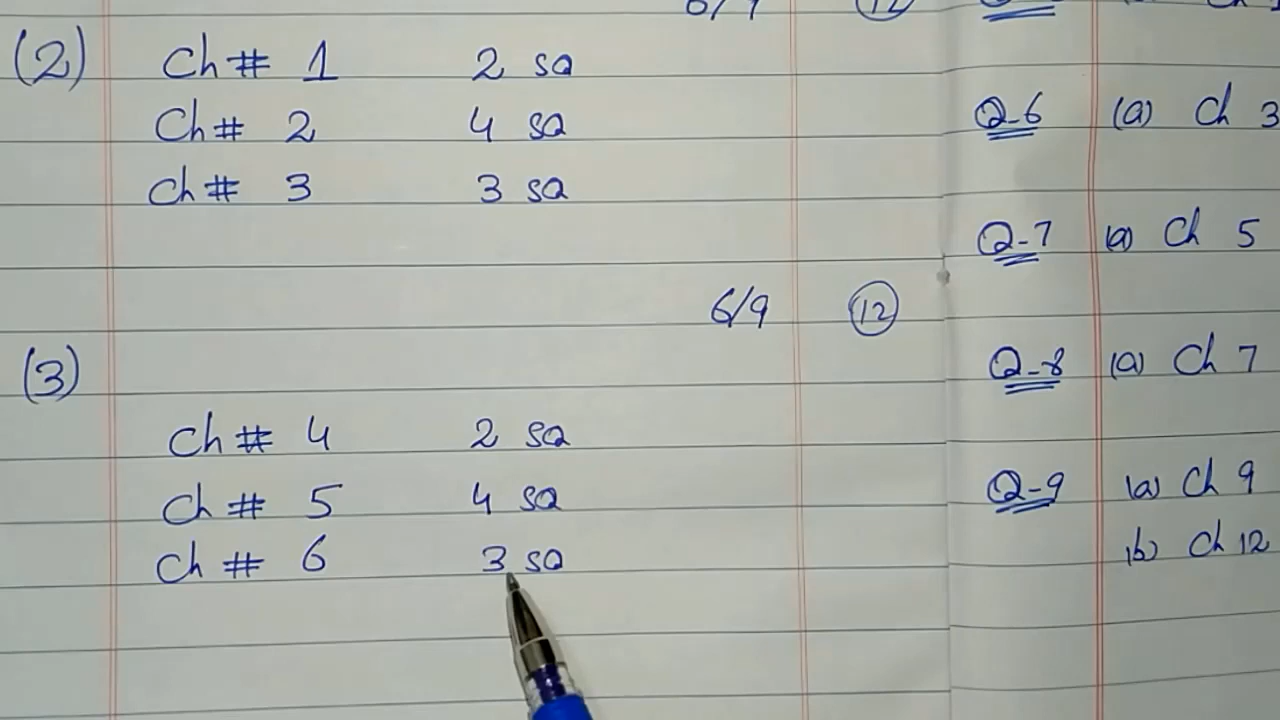 (2) Ch # 1 2 SQ
Ch # 2 4 SQ
Ch # 3 3 SQ
6/9 12
(3)
Ch # 4 2 SQ
Ch # 5 4 SQ
Ch # 6 3 SQ
Q-6 (a) Ch 3
Q-7 (a) Ch 5
Q-8 (a) Ch 7
Q-9 (a) Ch 9
(b) Ch 12